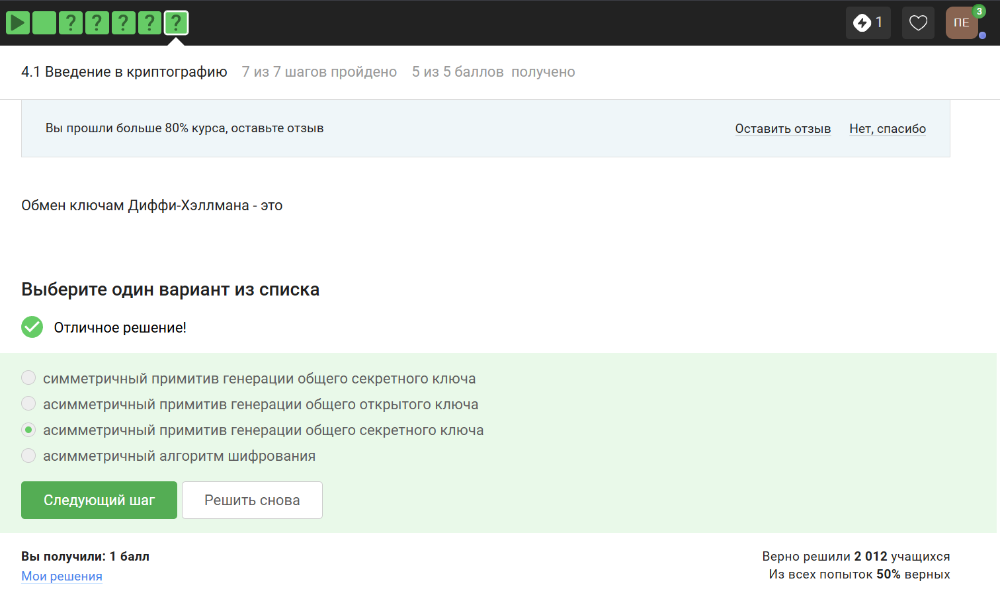 ? ? ? ? ?
1
ПЕ
3
4.1 Введение в криптографию 7 из 7 шагов пройдено 5 из 5 баллов получено
Вы прошли больше 80% курса, оставьте отзыв
Оставить отзыв Нет, спасибо
Обмен ключам Диффи-Хэллмана - это
Выберите один вариант из списка
Отличное решение!
симметричный примитив генерации общего секретного ключа
асимметричный примитив генерации общего открытого ключа
асимметричный примитив генерации общего секретного ключа
асимметричный алгоритм шифрования
Следующий шаг Решить снова
Вы получили: 1 балл
Мои решения
Верно решили 2 012 учащихся
Из всех попыток 50% верных